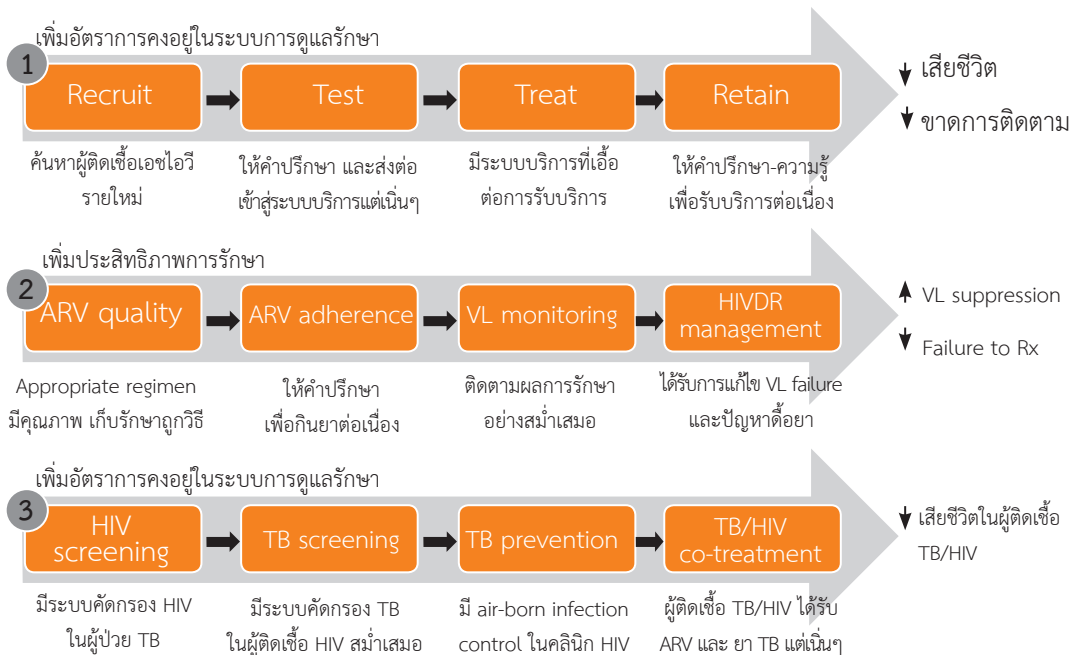 เพิ่มอัตราการคงอยู่ในระบบการดูแลรักษา
1
Recruit
Test
Treat
Retain
ค้นหาผู้ติดเชื้อเอชไอวี
รายใหม่
ให้คำปรึกษา และส่งต่อ
เข้าสู่ระบบบริการแต่เนิ่นๆ
มีระบบบริการที่เอื้อ
ต่อการรับบริการ
ให้คำปรึกษา-ความรู้
เพื่อรับบริการต่อเนื่อง
เสียชีวิต
ขาดการติดตาม
เพิ่มประสิทธิภาพการรักษา
2
ARV quality
ARV adherence
VL monitoring
HIVDR
management
Appropriate regimen
มีคุณภาพ เก็บรักษาถูกวิธี
ให้คำปรึกษา
เพื่อกินยาต่อเนื่อง
ติดตามผลการรักษา
อย่างสม่ำเสมอ
ได้รับการแก้ไข VL failure
และปัญหาดื้อยา
VL suppression
Failure to Rx
เพิ่มอัตราการคงอยู่ในระบบการดูแลรักษา
3
HIV
screening
TB screening
TB prevention
TB/HIV
co-treatment
มีระบบคัดกรอง HIV
ในผู้ป่วย TB
มีระบบคัดกรอง TB
ในผู้ติดเชื้อ HIV สม่ำเสมอ
มี air-born infection
control ในคลินิก HIV
ผู้ติดเชื้อ TB/HIV ได้รับ
ARV และ ยา TB แต่เนิ่นๆ
เสียชีวิตในผู้ติดเชื้อ
TB/HIV